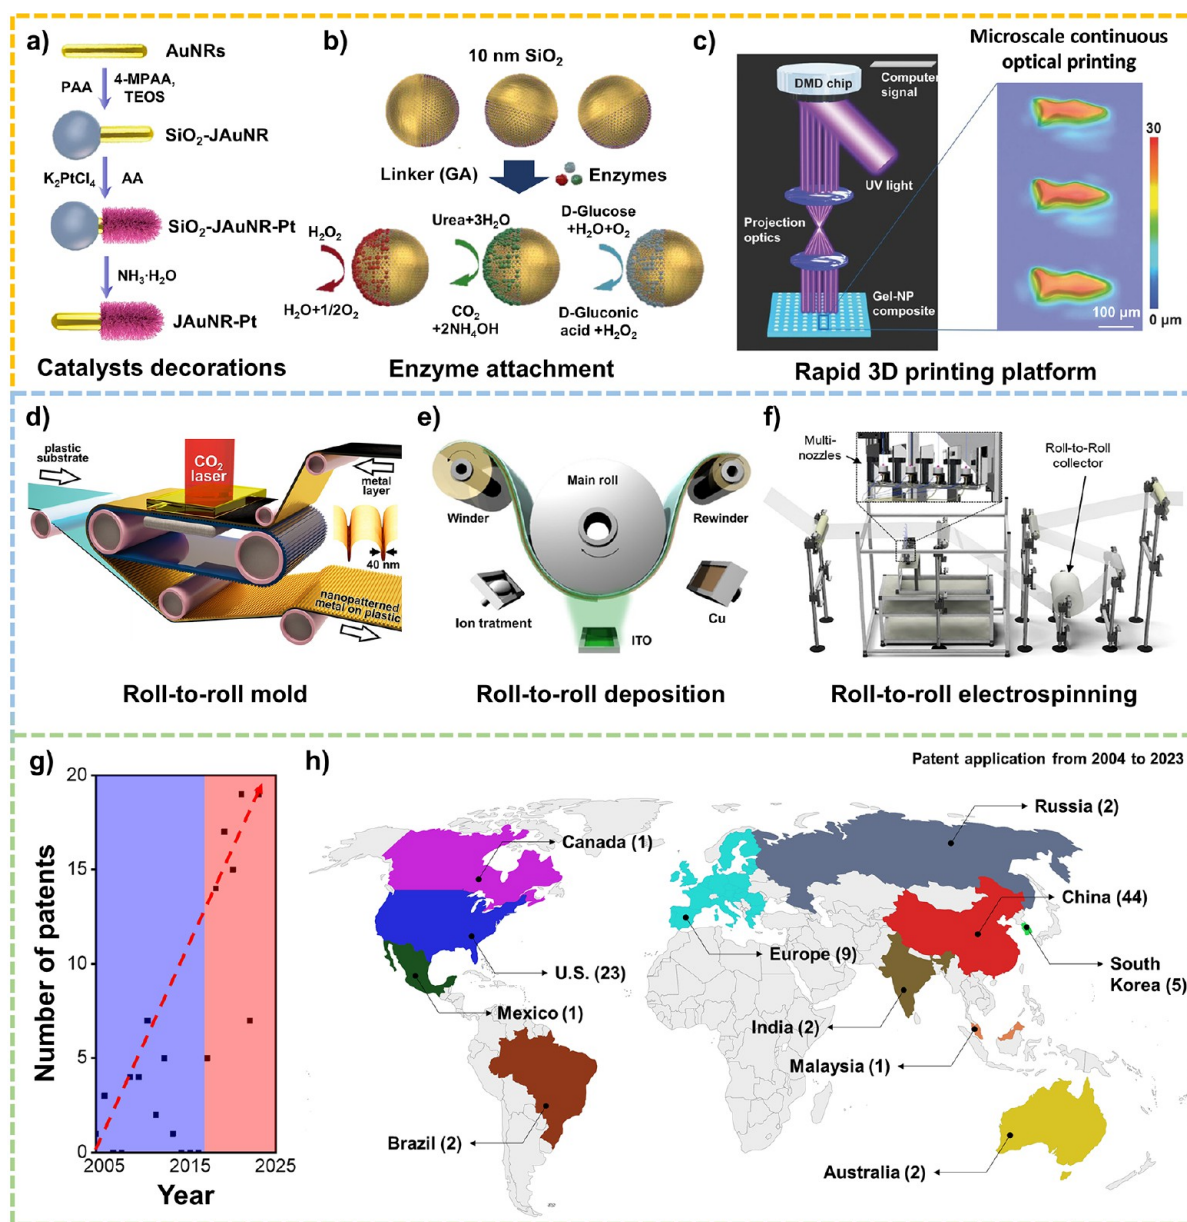 a)
AuNRs
PAA
4-MPAA,
TEOS
SiO₂-JAuNR
K₂PtCl₄
AA
SiO₂-JAuNR-Pt
NH₃·H₂O
JAuNR-Pt
Catalysts decorations
b)
10 nm SiO₂
Linker (GA)
Enzymes
H₂O₂
H₂O+1/2O₂
Urea+3H₂O
CO₂
+2NH₄OH
D-Glucose
+H₂O+O₂
D-Gluconic
acid +H₂O₂
Enzyme attachment
c)
Microscale continuous
optical printing
DMD chip
Computer
signal
UV light
Projection
optics
Gel-NP
composite
30
0 µm
100 µm
Rapid 3D printing platform
d)
plastic
substrate
CO₂
laser
metal
layer
40 nm
nanopatterned
metal on plastic
Roll-to-roll mold
e)
Main roll
Winder
Rewinder
Ion tratment
ITO
Cu
Roll-to-roll deposition
f)
Multi-
nozzles
Roll-to-Roll
collector
Roll-to-roll electrospinning
g)
Number of patents
20
15
10
5
0
2005
2015
2025
Year
h)
Patent application from 2004 to 2023
Russia (2)
Canada (1)
China (44)
U.S. (23)
Europe (9)
South
Korea (5)
Mexico (1)
India (2)
Malaysia (1)
Brazil (2)
Australia (2)